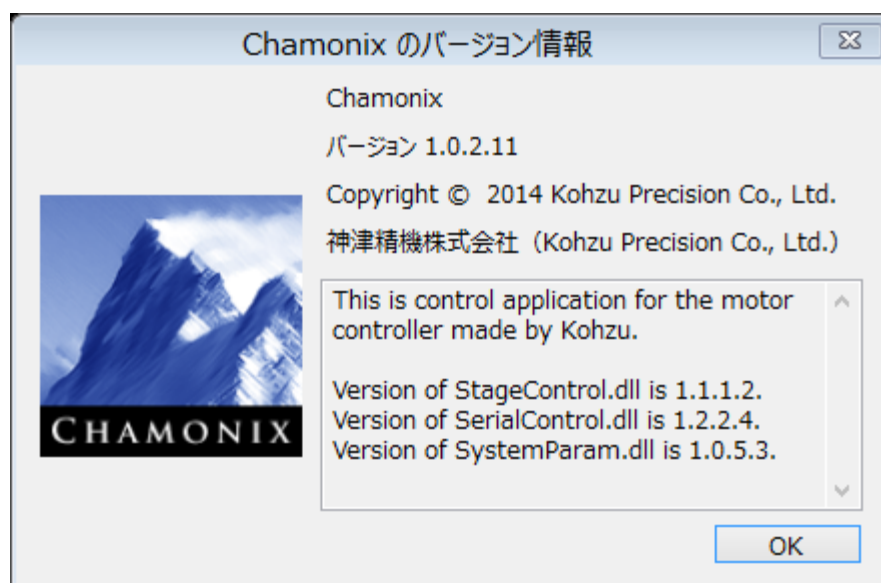 Chamonix のバージョン情報
Chamonix
バージョン 1.0.2.11
Copyright © 2014 Kohzu Precision Co., Ltd.
神津精機株式会社（Kohzu Precision Co., Ltd.）
CHAMONIX
This is control application for the motor
controller made by Kohzu.
Version of StageControl.dll is 1.1.1.2.
Version of SerialControl.dll is 1.2.2.4.
Version of SystemParam.dll is 1.0.5.3.
OK